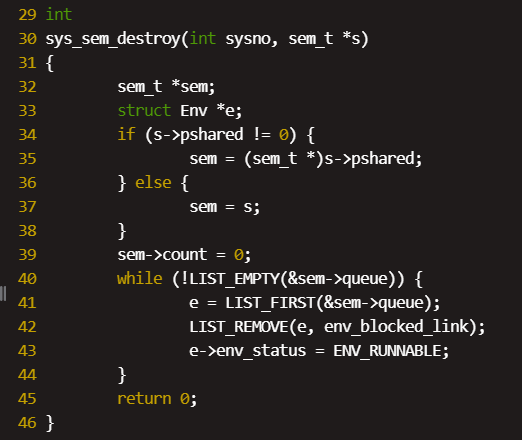 29 int
30 sys_sem_destroy(int sysno, sem_t *s)
31 {
32         sem_t *sem;
33         struct Env *e;
34         if (s->pshared != 0) {
35                 sem = (sem_t *)s->pshared;
36         } else {
37                 sem = s;
38         }
39         sem->count = 0;
40         while (!LIST_EMPTY(&sem->queue)) {
41                 e = LIST_FIRST(&sem->queue);
42                 LIST_REMOVE(e, env_blocked_link);
43                 e->env_status = ENV_RUNNABLE;
44         }
45         return 0;
46 }